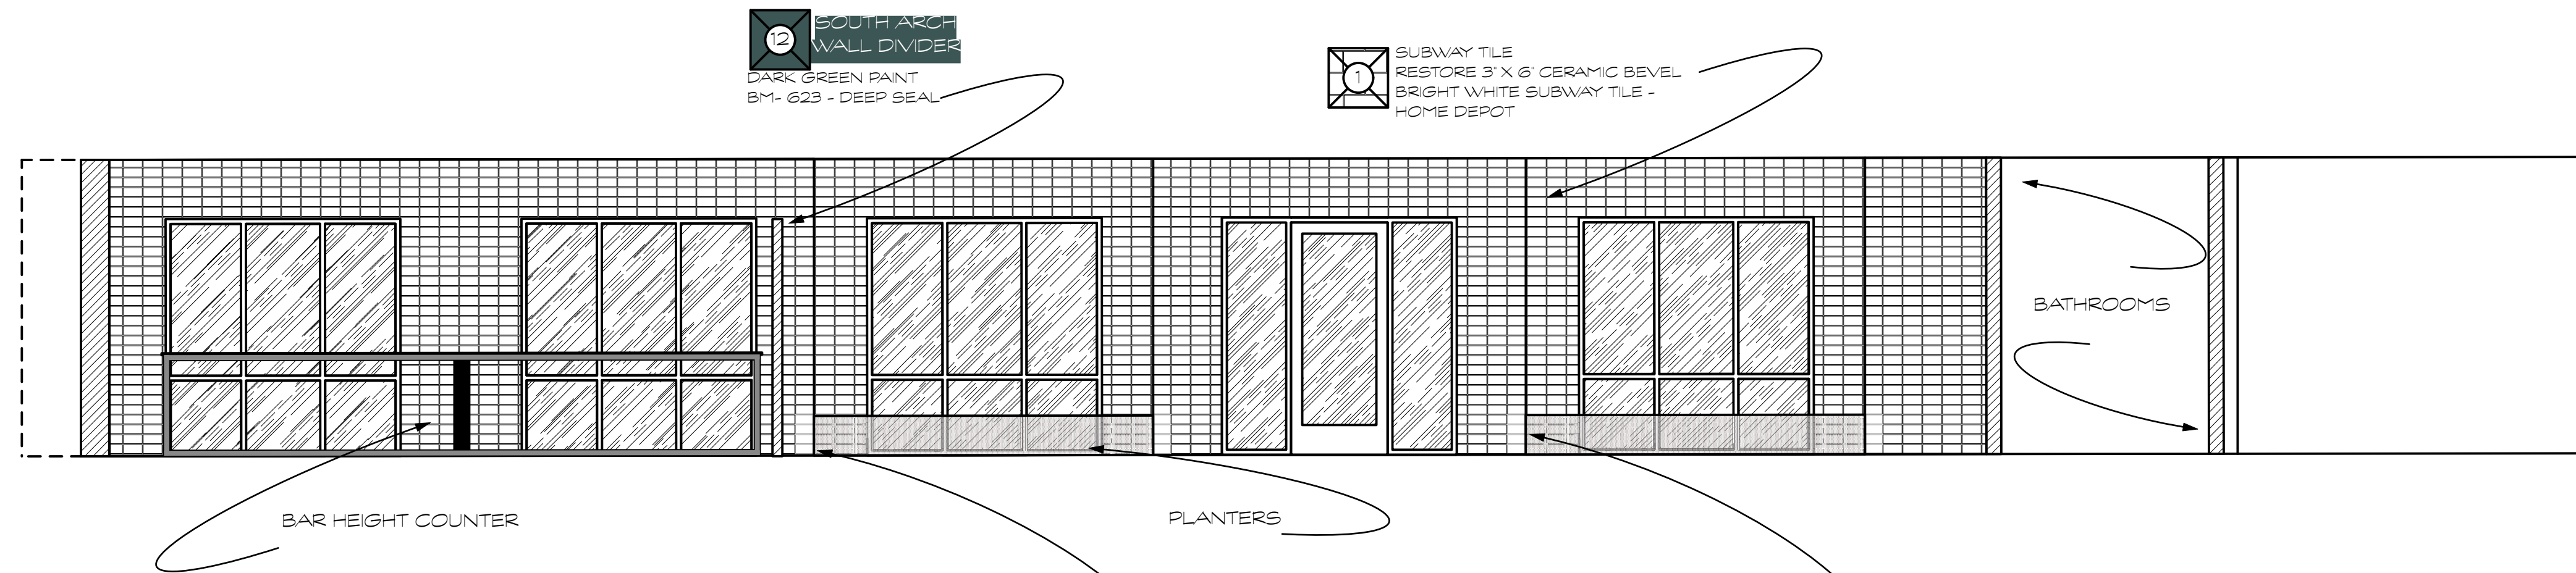 12
SOUTH ARCH
WALL DIVIDER
DARK GREEN PAINT
BM- 623 - DEEP SEAL
1
SUBWAY TILE
RESTORE 3" X 6" CERAMIC BEVEL
BRIGHT WHITE SUBWAY TILE -
HOME DEPOT
BATHROOMS
BAR HEIGHT COUNTER
PLANTERS